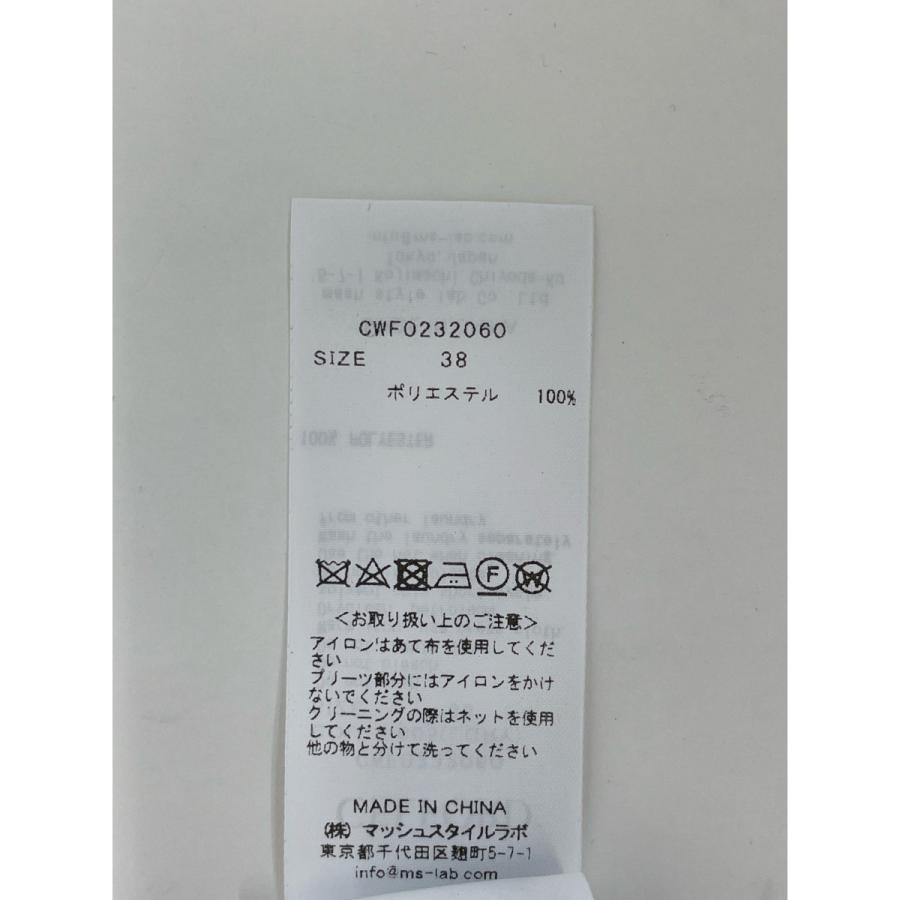 CWF0232060
SIZE 38
ポリエステル 100%
F
W
<お取り扱い上のご注意>
アイロンはあて布を使用してくだ
さい
プリーツ部分にはアイロンをかけ
ないでください
クリーニングの際はネットを使用
してください
他の物と分けて洗ってください
MADE IN CHINA
(株) マッシュスタイルラボ
東京都千代田区麹町5-7-1
info@ms-lab.com